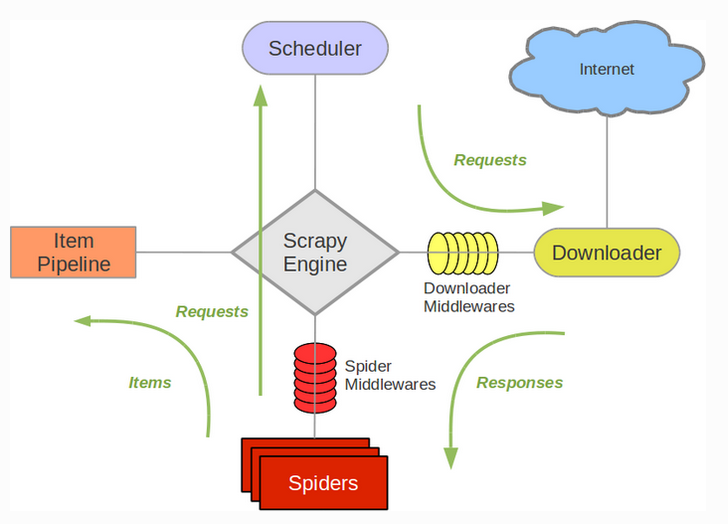 Scheduler
Internet
Requests
Item
Pipeline
Scrapy
Engine
Downloader
Downloader
Middlewares
Requests
Items
Spider
Middlewares
Responses
Spiders